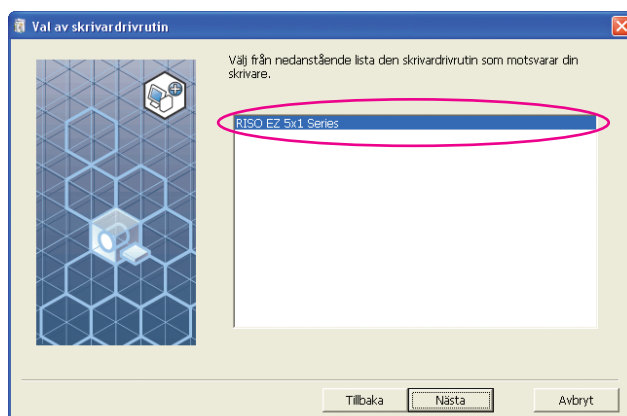 Val av skrivardrivrutin
Välj från nedanstående lista den skrivardrivrutin som motsvarar din
skrivare.
RISO EZ 5x1 Series
Tillbaka
Nästa
Avbryt